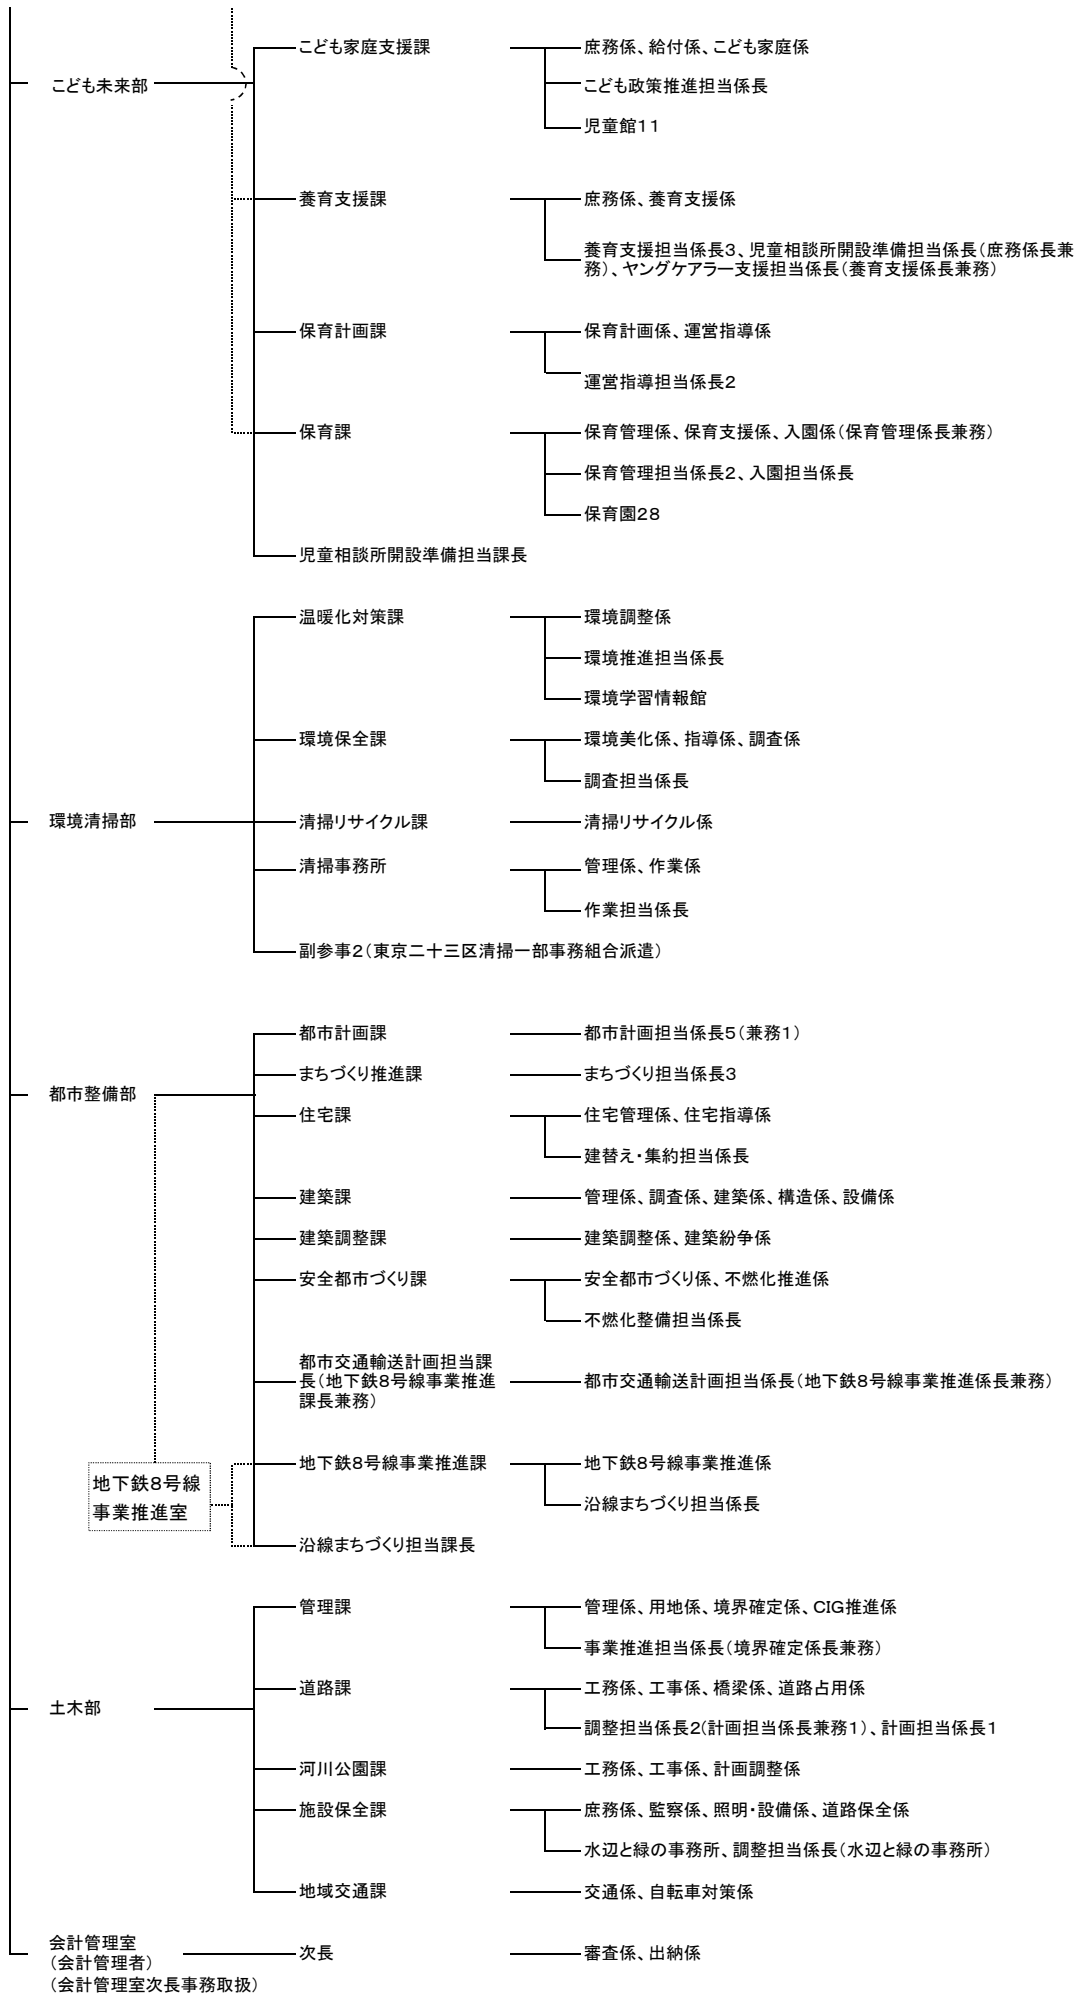 こども家庭支援課
庶務係、給付係、こども家庭係
こども未来部
こども政策推進担当係長
児童館11
養育支援課
庶務係、養育支援係
養育支援担当係長3、児童相談所開設準備担当係長(庶務係長兼
務)、ヤングケアラー支援担当係長(養育支援係長兼務)
保育計画課
保育計画係、運営指導係
運営指導担当係長2
保育課
保育管理係、保育支援係、入園係(保育管理係長兼務)
保育管理担当係長2、入園担当係長
保育園28
児童相談所開設準備担当課長
温暖化対策課
環境調整係
環境推進担当係長
環境学習情報館
環境保全課
環境美化係、指導係、調査係
調査担当係長
環境清掃部
清掃リサイクル課
清掃リサイクル係
清掃事務所
管理係、作業係
作業担当係長
副参事2(東京二十三区清掃一部事務組合派遣)
都市計画課
都市計画担当係長5(兼務1)
まちづくり推進課
まちづくり担当係長3
都市整備部
住宅課
住宅管理係、住宅指導係
建替え・集約担当係長
建築課
管理係、調査係、建築係、構造係、設備係
建築調整課
建築調整係、建築紛争係
安全都市づくり課
安全都市づくり係、不燃化推進係
不燃化整備担当係長
都市交通輸送計画担当課
長(地下鉄8号線事業推進
課長兼務)
都市交通輸送計画担当係長(地下鉄8号線事業推進係長兼務)
地下鉄8号線
事業推進室
地下鉄8号線事業推進課
地下鉄8号線事業推進係
沿線まちづくり担当係長
沿線まちづくり担当課長
管理課
管理係、用地係、境界確定係、CIG推進係
事業推進担当係長(境界確定係長兼務)
土木部
道路課
工務係、工事係、橋梁係、道路占用係
調整担当係長2(計画担当係長兼務1)、計画担当係長1
河川公園課
工務係、工事係、計画調整係
施設保全課
庶務係、監察係、照明・設備係、道路保全係
水辺と緑の事務所、調整担当係長(水辺と緑の事務所)
地域交通課
交通係、自転車対策係
会計管理室
(会計管理者)
(会計管理室次長事務取扱)
次長
審査係、出納係